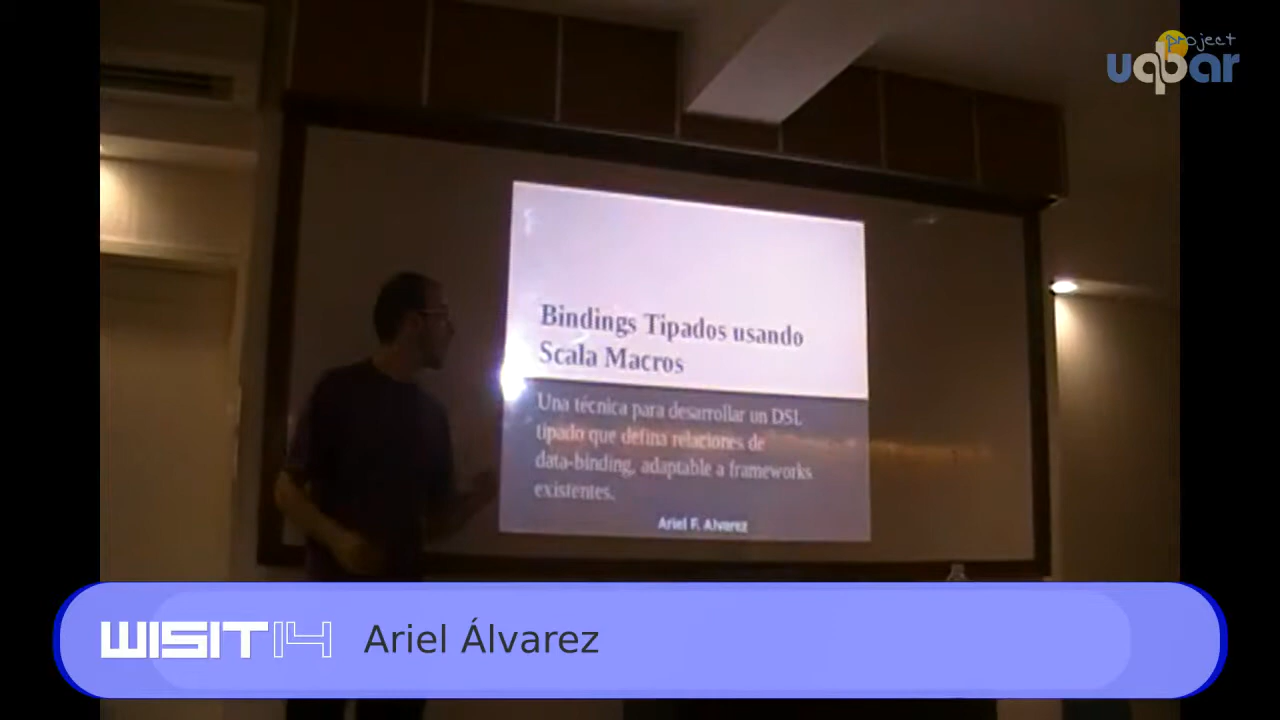 project
uqbar
Bindings Tipados usando
Scala Macros
Una técnica para desarrollar un DSL
tipado que defina relaciones de
data-binding, adaptable a frameworks
existentes.
Ariel F. Alvarez
WISIT14 Ariel Álvarez